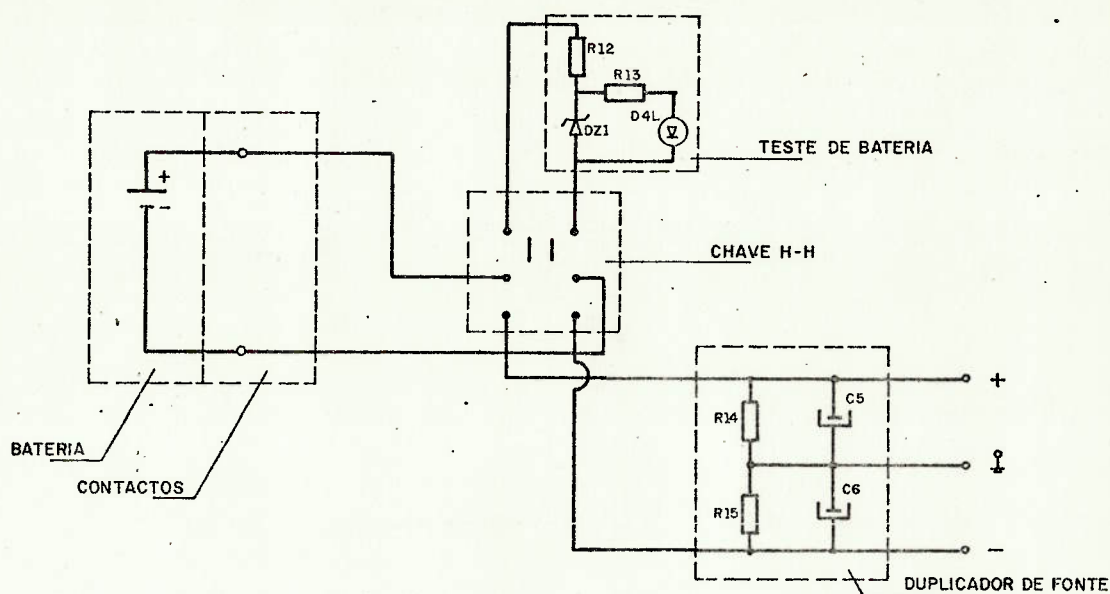 R12
R13
D4L
DZ1
TESTE DE BATERIA
+
-
CHAVE H-H
BATERIA
CONTACTOS
R14
C5
+
R15
C6
-
DUPLICADOR DE FONTE